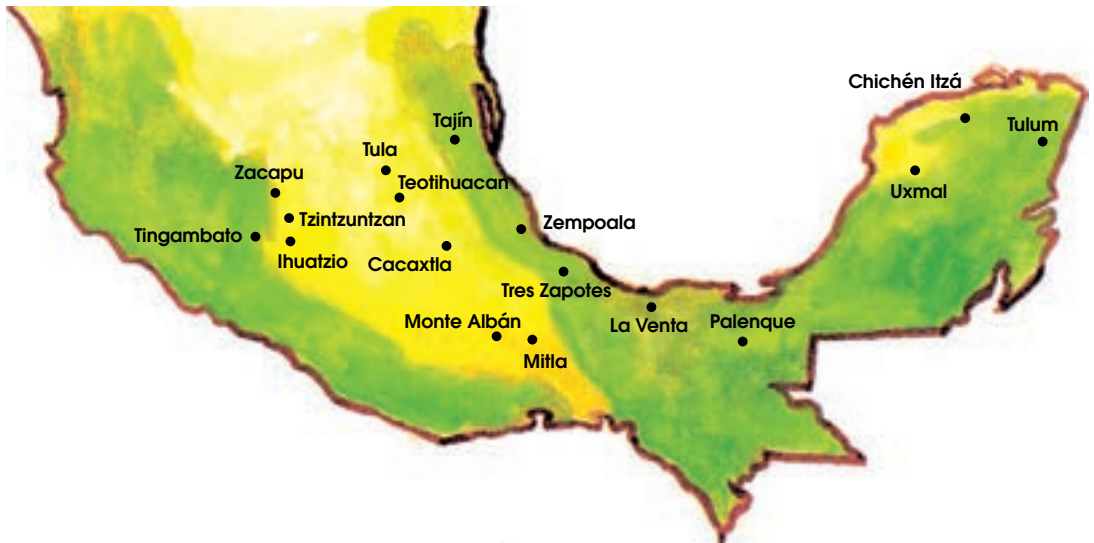 Chichén Itzá
Tajín
Tulum
Tula
Zacapu
Teotihuacan
Uxmal
Tzintzuntzan
Zempoala
Tingambato
Ihuatzio
Cacaxtla
Tres Zapotes
Monte Albán
La Venta
Palenque
Mitla